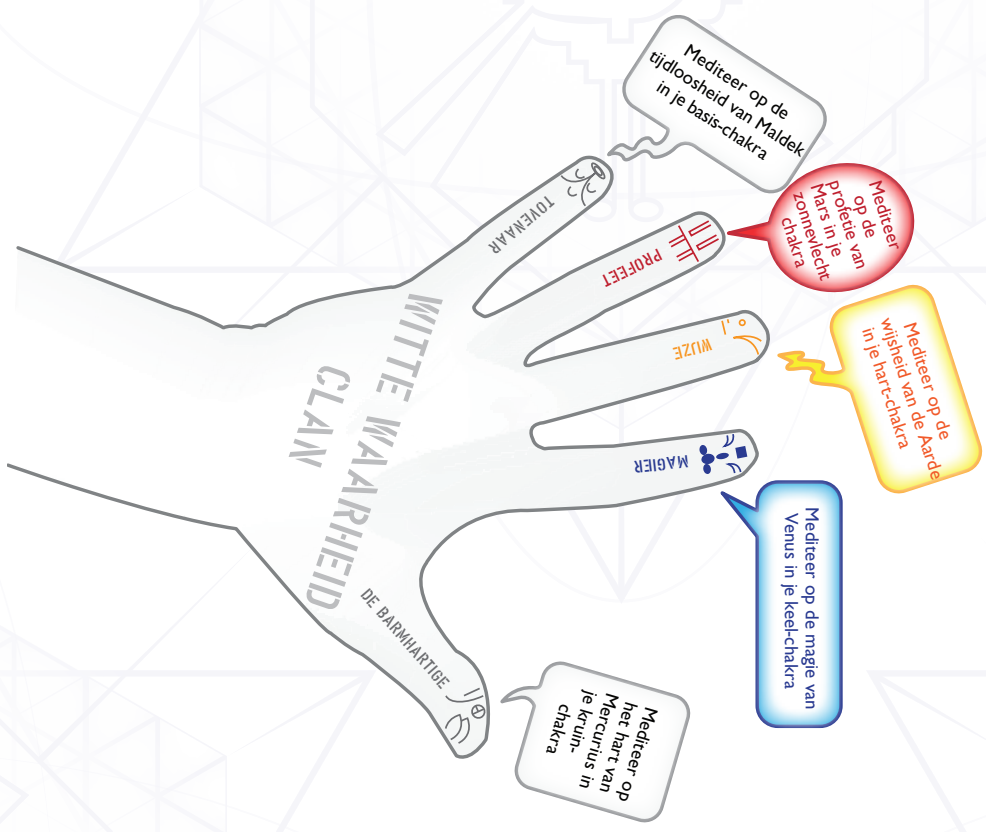 Mediteer op de
tijdloosheid van Maldek
in je basis-chakra
TOVENAAR
Mediteer
op de
profetie van
Mars in je
zonnevlecht
chakra
PROFEET
Mediteer op de
wijsheid van de Aarde
in je hart-chakra
WIJZE
MAGIER
Mediteer op de magie van
Venus in je keel-chakra
WITTE WAARHEID
CLAN
DE BARMHARTIGE
Mediteer op
het hart van
Mercurius in
je kruin-
chakra